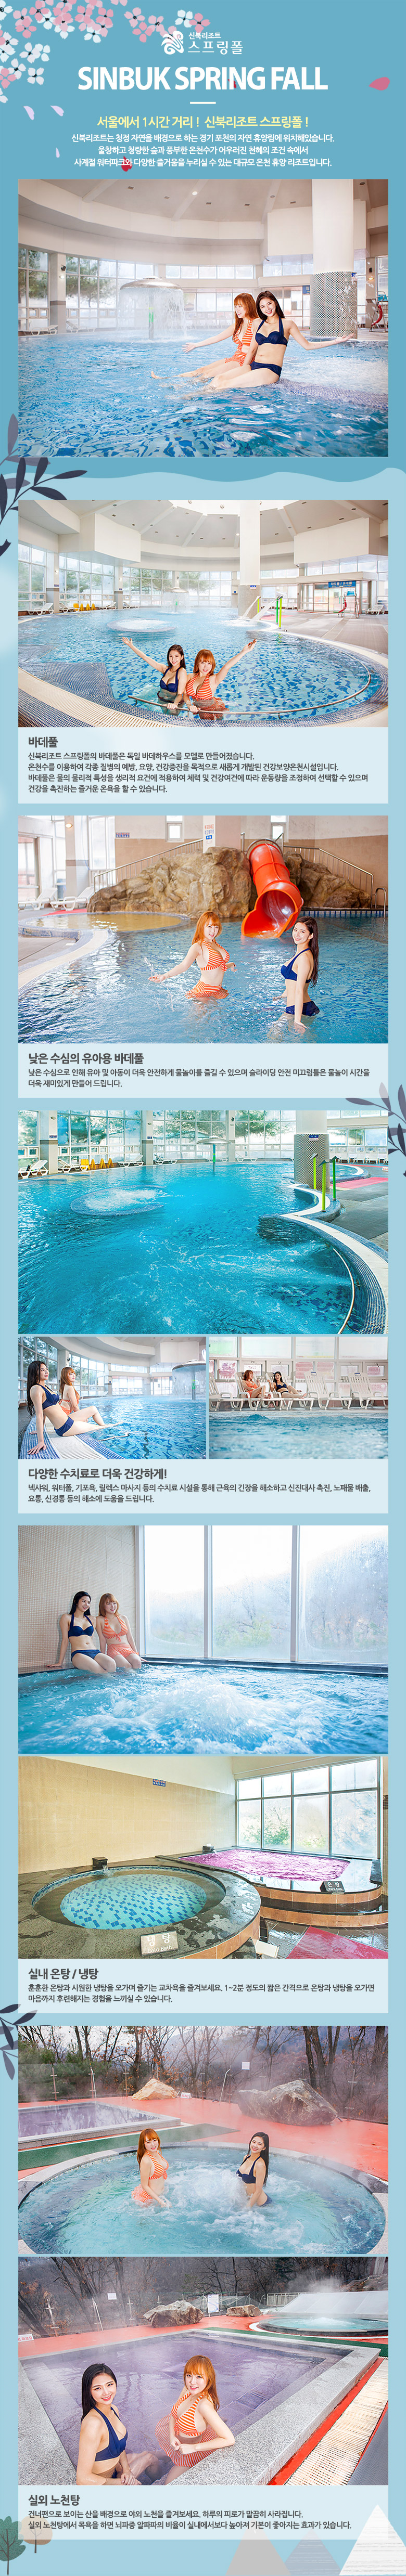 신북리조트
스프링폴
SINBUK SPRING FALL
서울에서 1시간 거리 ! 신북리조트 스프링폴 !
신북리조트는 청정 자연을 배경으로 하는 경기 포천의 자연 휴양림에 위치해있습니다.
울창하고 청량한 숲과 풍부한 온천수가 어우러진 천혜의 조건 속에서
사계절 워터파크와 다양한 즐거움을 누리실 수 있는 대규모 온천 휴양 리조트입니다.
바데풀
신북리조트 스프링폴의 바데풀은 독일 바데하우스를 모델로 만들어졌습니다.
온천수를 이용하여 각종 질병의 예방, 요양, 건강증진을 목적으로 새롭게 개발된 건강보양온천시설입니다.
바데풀은 물의 물리적 특성을 생리적 요건에 적용하여 체력 및 건강여건에 따라 운동량을 조정하여 선택할 수 있으며
건강을 촉진하는 즐거운 온욕을 할 수 있습니다.
낮은 수심의 유아용 바데풀
낮은 수심으로 인해 유아 및 아동이 더욱 안전하게 물놀이를 즐길 수 있으며 슬라이딩 안전 미끄럼틀은 물놀이 시간을
더욱 재미있게 만들어 드립니다.
다양한 수치료로 더욱 건강하게!
넥샤워, 워터폴, 기포욕, 릴렉스 마사지 등의 수치료 시설을 통해 근육의 긴장을 해소하고 신진대사 촉진, 노폐물 배출,
요통, 신경통 등의 해소에 도움을 드립니다.
실내 온탕 / 냉탕
훈훈한 온탕과 시원한 냉탕을 오가며 즐기는 교차욕을 즐겨보세요. 1~2분 정도의 짧은 간격으로 온탕과 냉탕을 오가면
마음까지 후련해지는 경험을 느끼실 수 있습니다.
실외 노천탕
건너편으로 보이는 산을 배경으로 야외 노천을 즐겨보세요. 하루의 피로가 말끔히 사라집니다.
실외 노천탕에서 목욕을 하면 뇌파중 알파파의 비율이 실내에서보다 높아져 기분이 좋아지는 효과가 있습니다.